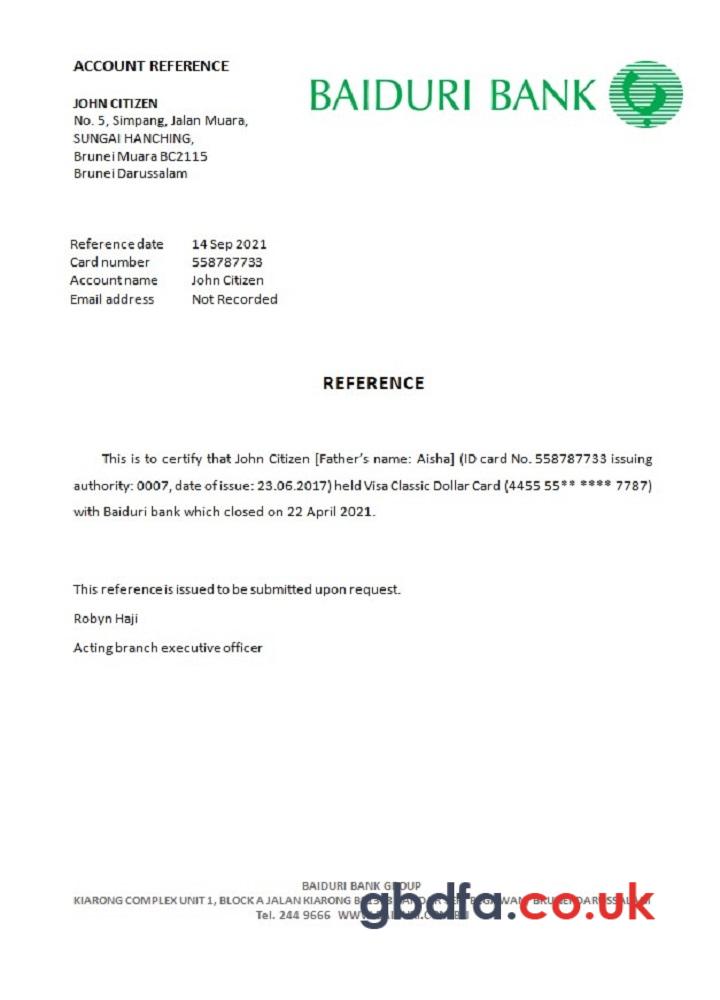 ACCOUNT REFERENCE
BAIDURI BANK
JOHN CITIZEN
No. 5, Simpang, Jalan Muara,
SUNGAI HANCHING,
Brunei Muara BC2115
Brunei Darussalam
Reference date 14 Sep 2021
Card number 558787733
Account name John Citizen
Email address Not Recorded
REFERENCE
This is to certify that John Citizen [Father's name: Aisha] (ID card No. 558787733 issuing
authority: 0007, date of issue: 23.06.2017) held Visa Classic Dollar Card (4455 55** **** 7787)
with Baiduri bank which closed on 22 April 2021.
This reference is issued to be submitted upon request.
Robyn Haji
Acting branch executive officer
BAIDURI BANK GROUP
KIARONG COMPLEX UNIT 1, BLOCK A JALAN KIARONG
Tel. 244 9666
gbdfa.co.uk